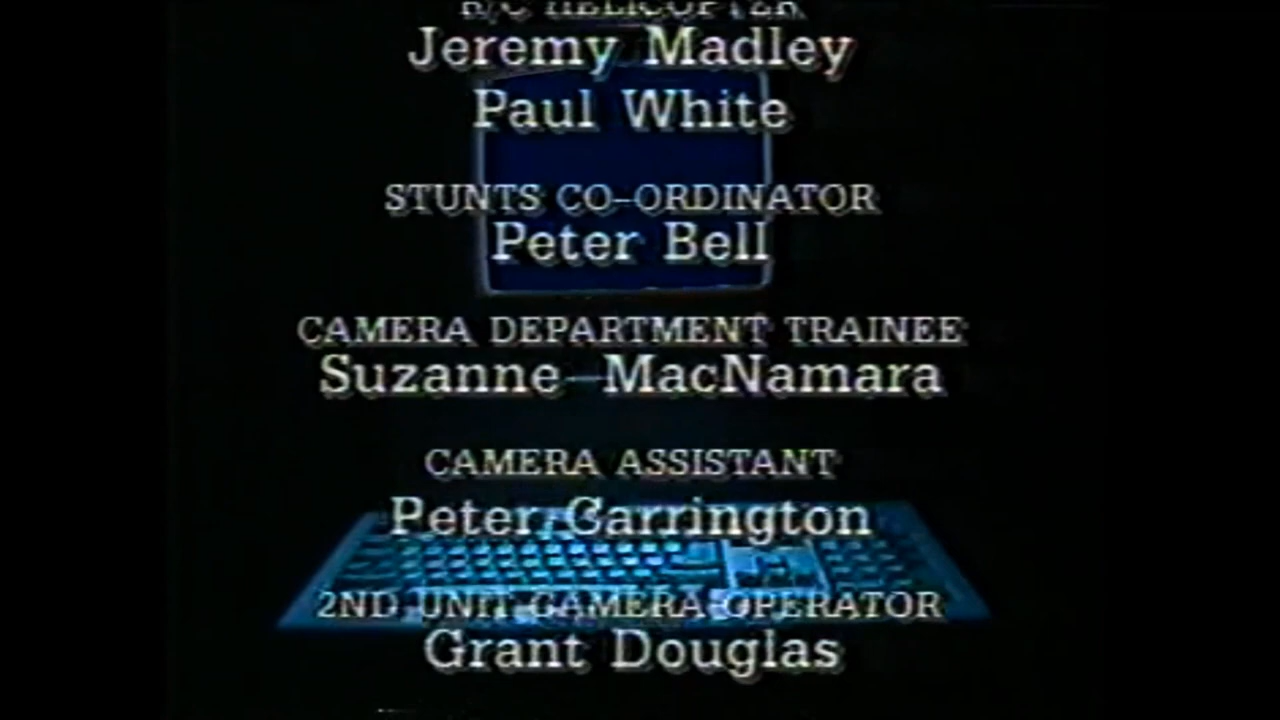 R/C HELICOPTER
Jeremy Madley
Paul White
STUNTS CO-ORDINATOR
Peter Bell
CAMERA DEPARTMENT TRAINEE
Suzanne MacNamara
CAMERA ASSISTANT
Peter Carrington
2ND UNIT CAMERA OPERATOR
Grant Douglas